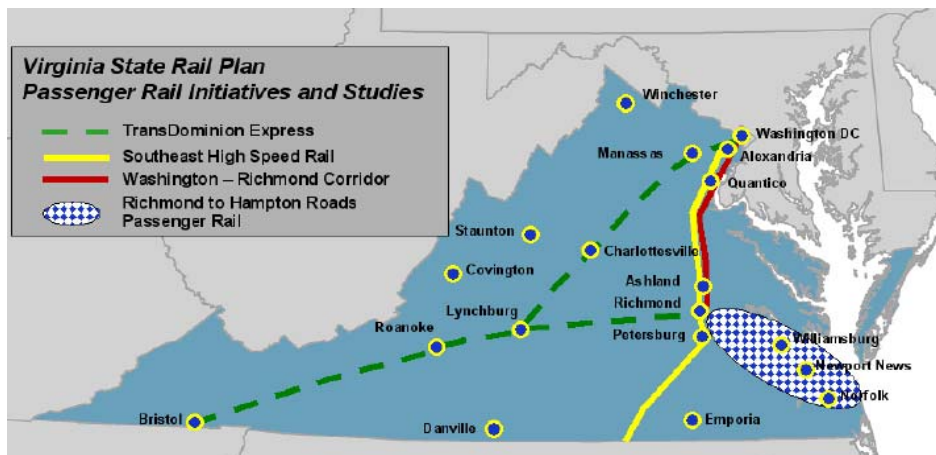 Virginia State Rail Plan
Passenger Rail Initiatives and Studies
TransDominion Express
Southeast High Speed Rail
Washington – Richmond Corridor
Richmond to Hampton Roads
Passenger Rail
Winchester
Washington DC
Manassas
Alexandria
Quantico
Staunton
Charlottesville
Covington
Ashland
Lynchburg
Richmond
Roanoke
Petersburg
Williamsburg
Newport News
Norfolk
Bristol
Danville
Emporia